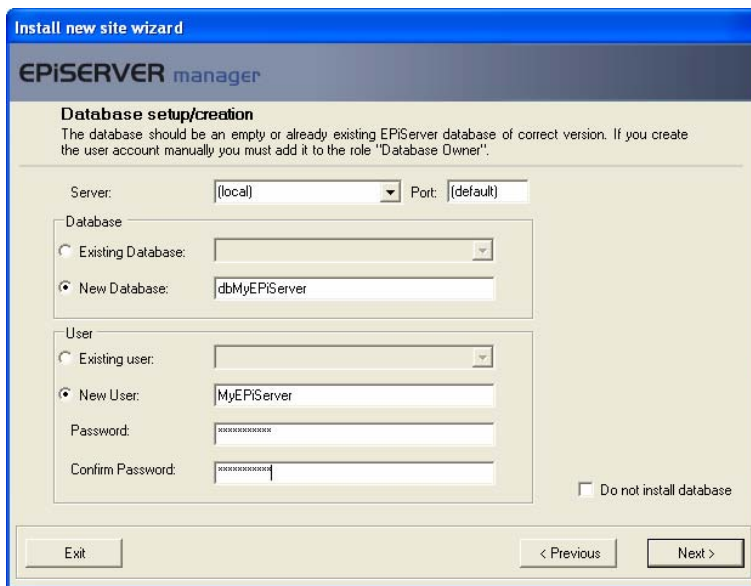 Install new site wizard
EPiSERVER manager
Database setup/creation
The database should be an empty or already existing EPiServer database of correct version. If you create
the user account manually you must add it to the role "Database Owner".
Server: (local) Port: (default)
Database
Existing Database:
New Database: dbMyEPiServer
User
Existing user:
New User: MyEPiServer
Password: ***********
Confirm Password: ***********
Do not install database
Exit < Previous Next >